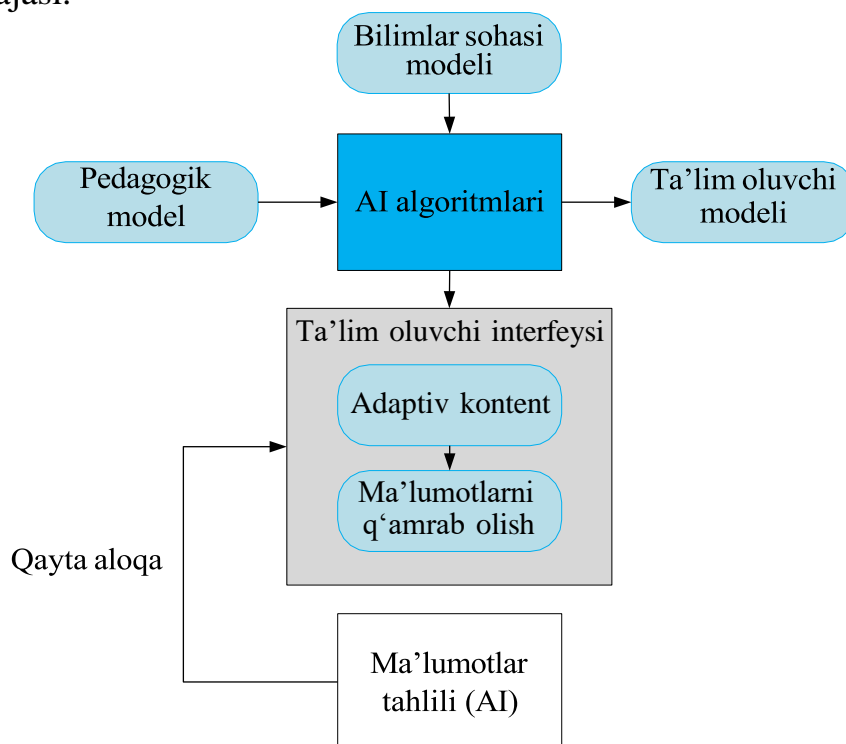 Bilimlar sohasi
modeli
Pedagogik
model
AI algoritmlari
Ta’lim oluvchi
modeli
Ta’lim oluvchi interfeysi
Adaptiv kontent
Ma’lumotlarni
q‘amrab olish
Qayta aloqa
Ma’lumotlar
tahlili (AI)